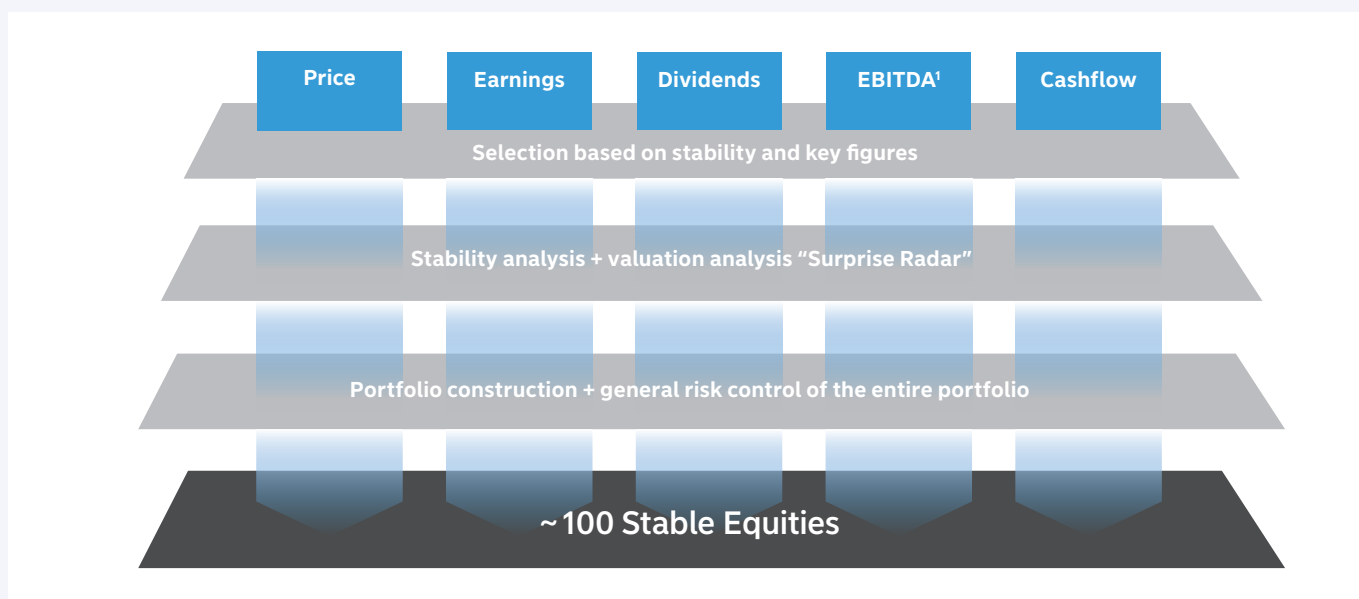 Price
Earnings
Dividends
EBITDA¹
Cashflow
Selection based on stability and key figures
Stability analysis + valuation analysis “Surprise Radar”
Portfolio construction + general risk control of the entire portfolio
~ 100 Stable Equities